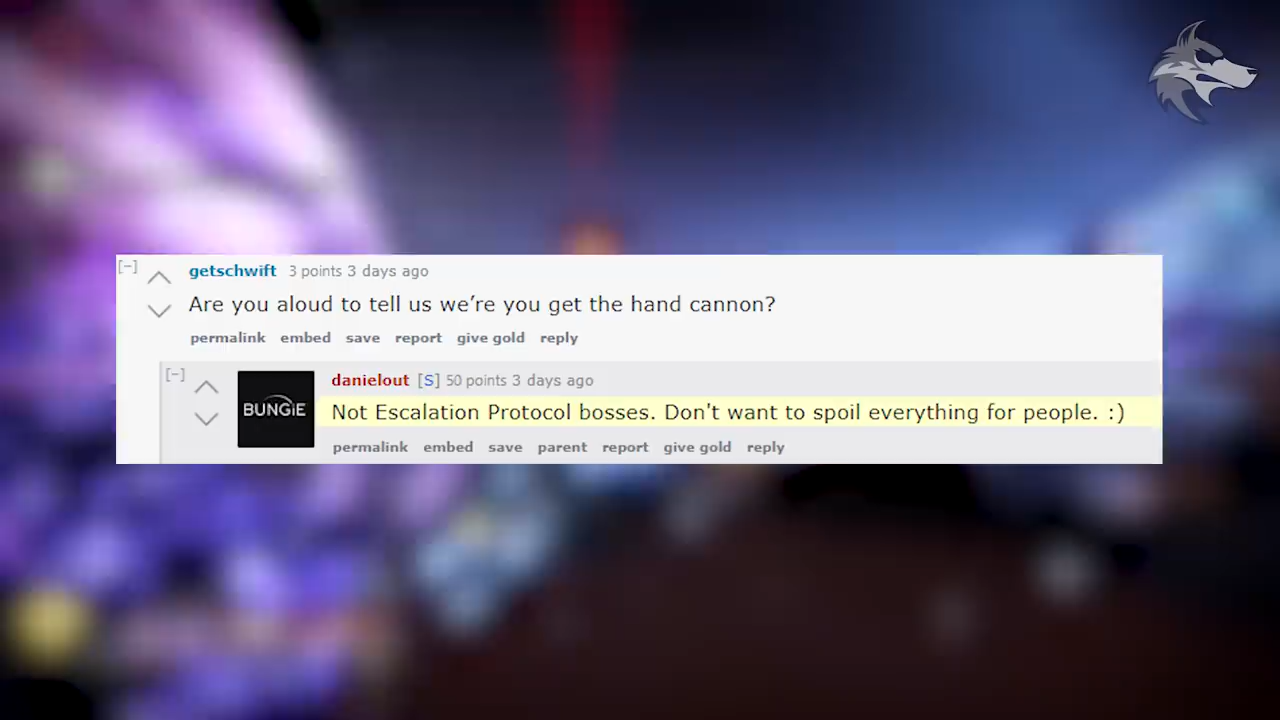 [−] getschwift 3 points 3 days ago
Are you aloud to tell us we’re you get the hand cannon?
permalink embed save report give gold reply
[−] danielout [S] 50 points 3 days ago
BUNGiE
Not Escalation Protocol bosses. Don't want to spoil everything for people. :)
permalink embed save parent report give gold reply